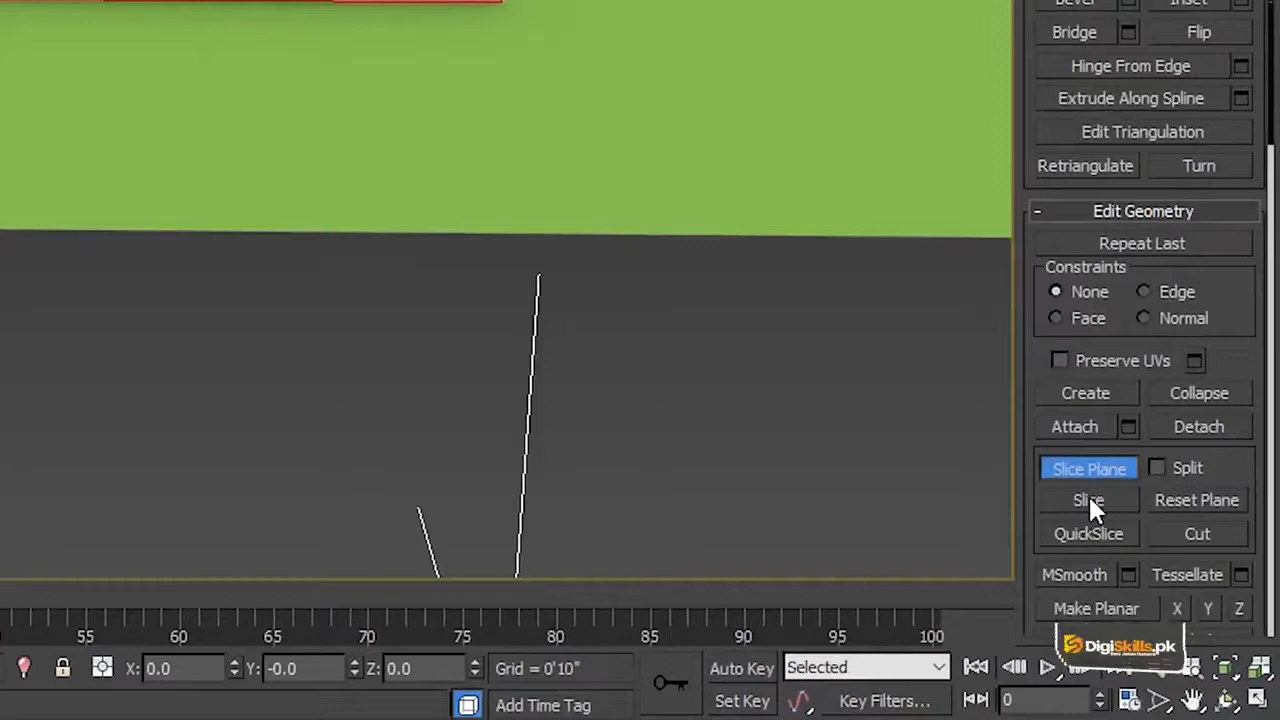 Bevel Inset
Bridge Flip
Hinge From Edge
Extrude Along Spline
Edit Triangulation
Retriangulate Turn
- Edit Geometry
Repeat Last
Constraints
None Edge
Face Normal
Preserve UVs
Create Collapse
Attach Detach
Slice Plane Split
Slice Reset Plane
QuickSlice Cut
MSmooth Tessellate
Make Planar X Y Z
DigiSkills.pk
55 60 65 70 75 80 85 90 95 100
X: 0.0 Y: -0.0 Z: 0.0 Grid = 0'10" Auto Key Selected
Add Time Tag Set Key Key Filters... 0